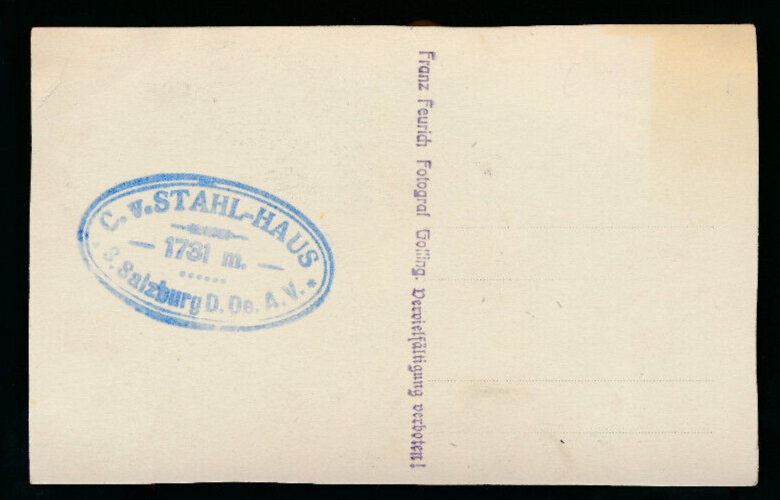 C. v. STAHL-HAUS
— 1731 m. —
S. Salzburg D. Oe. A. V. *
Franz Feurich Fotograf Golling. Vervielfältigung verboten!